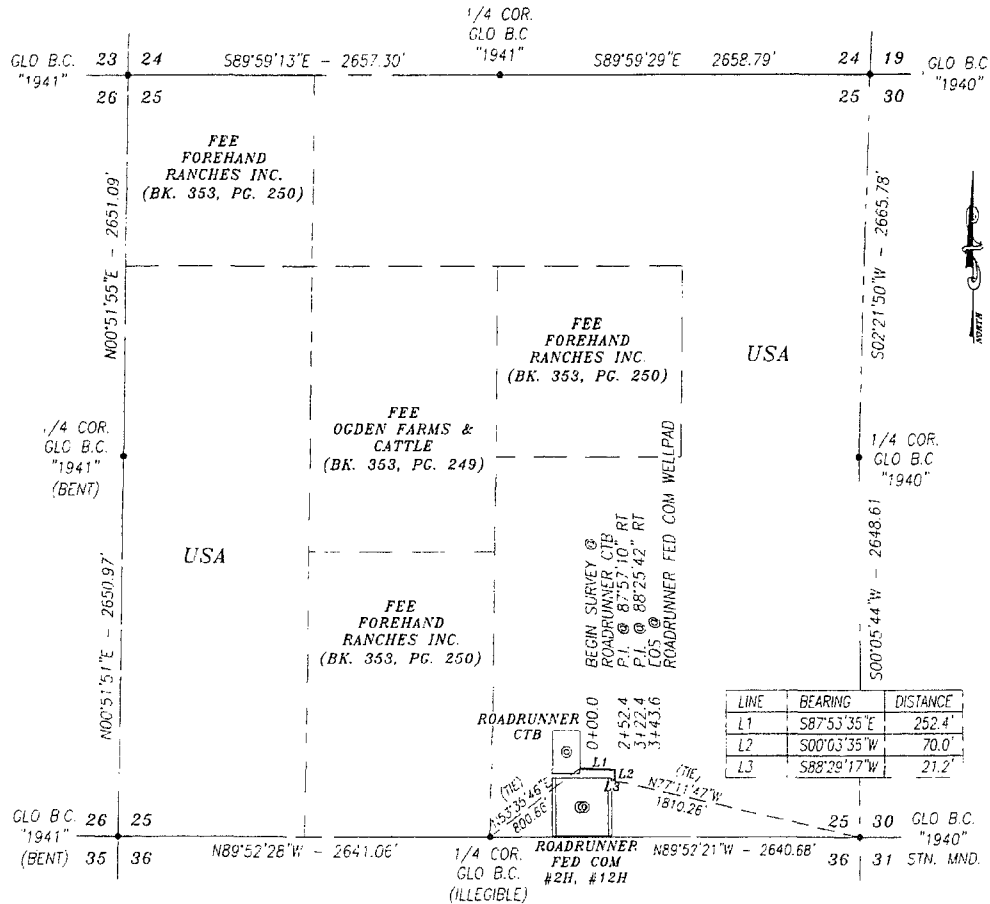 1/4 COR.
GLO B.C
"1941"
GLO B.C.
"1941"
23 24
26 25
S89°59'13"E - 2657.30'
S89°59'29"E 2658.79'
24 19
25 30
GLO B.C
"1940"
FEE
FOREHAND
RANCHES INC.
(BK. 353, PG. 250)
N00°51'55"E - 2651.09'
S02°21'50"W - 2665.78'
NORTH
FEE
FOREHAND
RANCHES INC.
(BK. 353, PG. 250)
USA
FEE
OGDEN FARMS &
CATTLE
(BK. 353, PG. 249)
1/4 COR.
GLO B.C.
"1941"
(BENT)
1/4 COR.
GLO B.C
"1940"
USA
N00°51'51"E - 2650.97'
S00°05'44"W - 2648.61
FEE
FOREHAND
RANCHES INC.
(BK. 353, PG. 250)
0+00.0 BEGIN SURVEY @
ROADRUNNER CTB
2+52.4 P.I. @ 87°57'10" RT
3+22.4 P.I. @ 88°25'42" RT
3+43.6 EOS @
ROADRUNNER FED COM WELLPAD
LINE BEARING DISTANCE
L1 S87°53'35"E 252.4'
L2 S00°03'35"W 70.0'
L3 S88°29'17"W 21.2'
ROADRUNNER
CTB
L1
L2
L3
(TIE)
53°35'46"E
800.66'
(TIE)
N77°11'42"W
1810.26'
GLO B.C.
"1941"
(BENT)
26 25
35 36
N89°52'28"W - 2641.06'
1/4 COR.
GLO B.C.
(ILLEGIBLE)
ROADRUNNER
FED COM
#2H, #12H
N89°52'21"W - 2640.68'
25 30
36 31
GLO B.C.
"1940"
STN. MND.